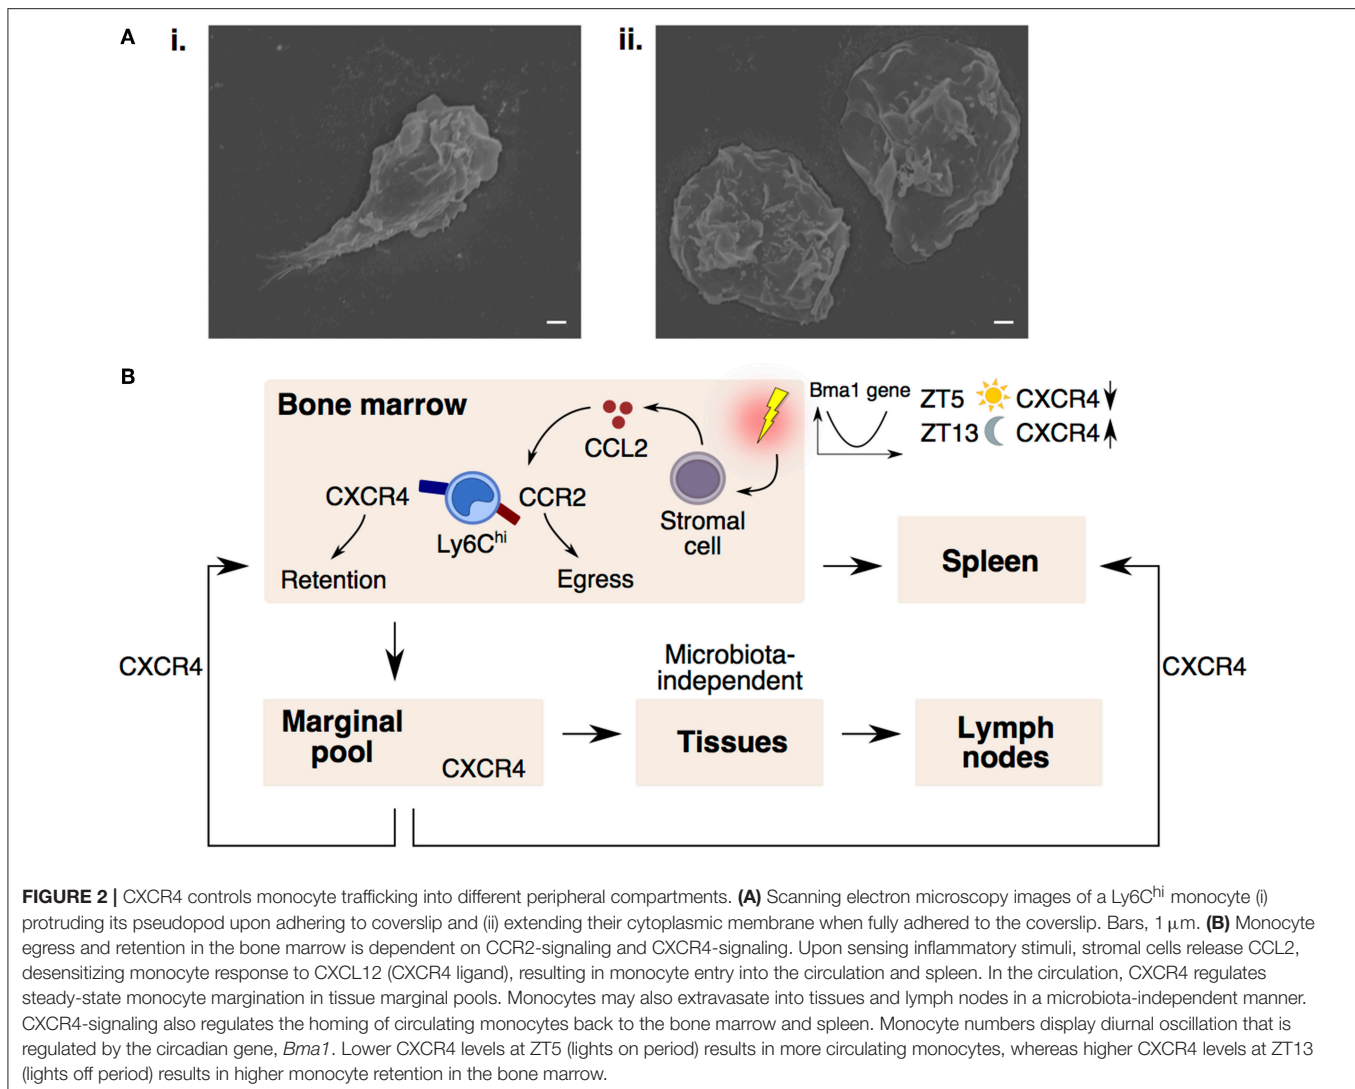 A
i.
ii.
B
Bone marrow
CCL2
CXCR4
CCR2
Ly6Chi
Stromal
cell
Retention
Egress
Bma1 gene
ZT5 CXCR4
ZT13 CXCR4
Spleen
CXCR4
CXCR4
Microbiota-
independent
Marginal
pool
CXCR4
Tissues
Lymph
nodes
FIGURE 2 | CXCR4 controls monocyte trafficking into different peripheral compartments. (A) Scanning electron microscopy images of a Ly6Chi monocyte (i)
protruding its pseudopod upon adhering to coverslip and (ii) extending their cytoplasmic membrane when fully adhered to the coverslip. Bars, 1 μm. (B) Monocyte
egress and retention in the bone marrow is dependent on CCR2-signaling and CXCR4-signaling. Upon sensing inflammatory stimuli, stromal cells release CCL2,
desensitizing monocyte response to CXCL12 (CXCR4 ligand), resulting in monocyte entry into the circulation and spleen. In the circulation, CXCR4 regulates
steady-state monocyte margination in tissue marginal pools. Monocytes may also extravasate into tissues and lymph nodes in a microbiota-independent manner.
CXCR4-signaling also regulates the homing of circulating monocytes back to the bone marrow and spleen. Monocyte numbers display diurnal oscillation that is
regulated by the circadian gene, Bma1. Lower CXCR4 levels at ZT5 (lights on period) results in more circulating monocytes, whereas higher CXCR4 levels at ZT13
(lights off period) results in higher monocyte retention in the bone marrow.